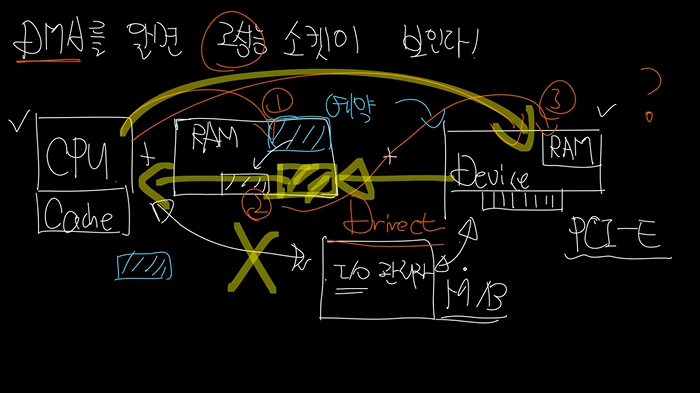 DMA를 알면 고성능 소켓이 보인다!
① 예약 ③ ?
CPU + RAM + Device RAM
Cache ② Drivect PCI-E
X I/O 관리자 M/B